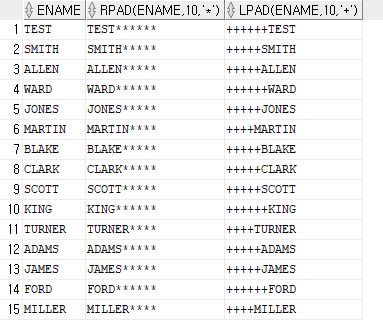 ENAME RPAD(ENAME,10,'*') LPAD(ENAME,10,'+')
1 TEST TEST****** ++++++TEST
2 SMITH SMITH***** +++++SMITH
3 ALLEN ALLEN***** +++++ALLEN
4 WARD WARD****** ++++++WARD
5 JONES JONES***** +++++JONES
6 MARTIN MARTIN**** ++++MARTIN
7 BLAKE BLAKE***** +++++BLAKE
8 CLARK CLARK***** +++++CLARK
9 SCOTT SCOTT***** +++++SCOTT
10 KING KING****** ++++++KING
11 TURNER TURNER**** ++++TURNER
12 ADAMS ADAMS***** +++++ADAMS
13 JAMES JAMES***** +++++JAMES
14 FORD FORD****** ++++++FORD
15 MILLER MILLER**** ++++MILLER